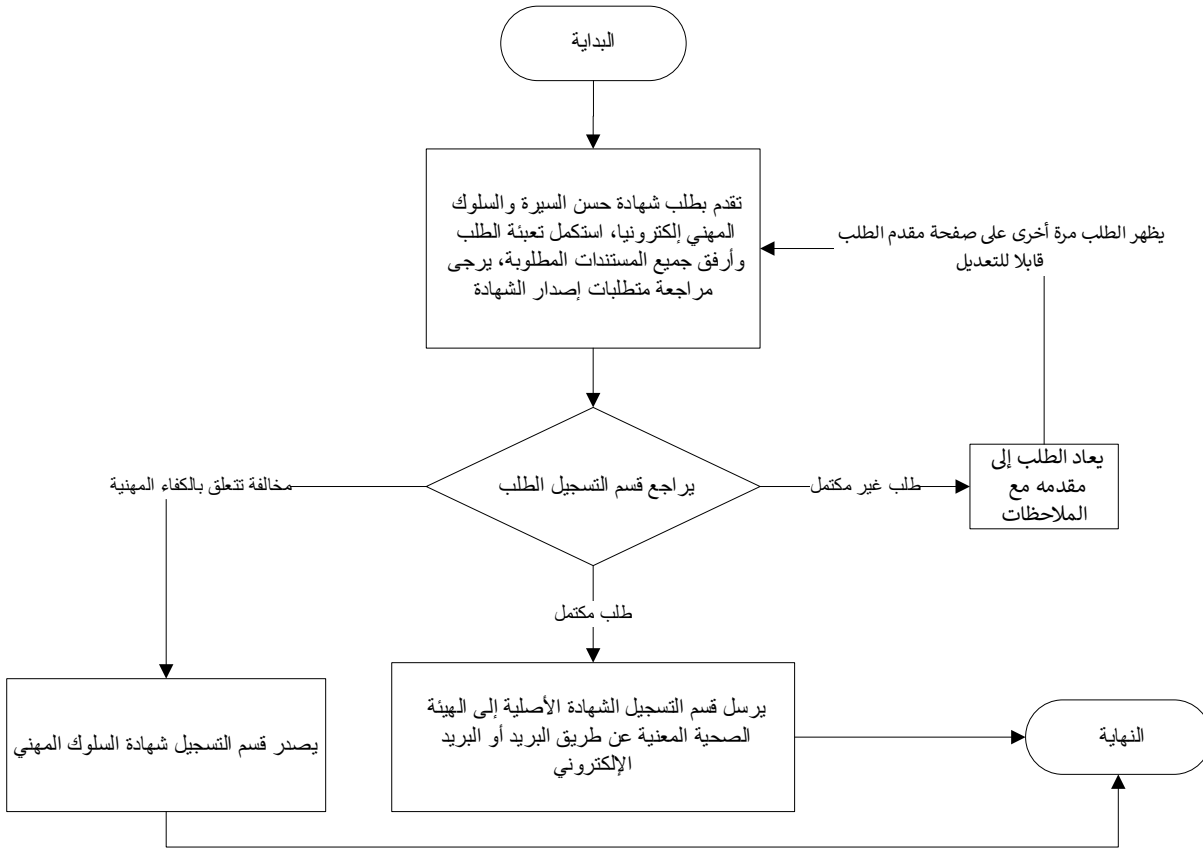 البداية
تقدم بطلب شهادة حسن السيرة والسلوك
المهني إلكترونيا، استكمل تعبئة الطلب
وأرفق جميع المستندات المطلوبة، يرجى
مراجعة متطلبات إصدار الشهادة
يظهر الطلب مرة أخرى على صفحة مقدم الطلب
قابلا للتعديل
يراجع قسم التسجيل الطلب
طلب غير مكتمل
يعاد الطلب إلى
مقدمه مع
الملاحظات
مخالفة تتعلق بالكفاء المهنية
طلب مكتمل
يرسل قسم التسجيل الشهادة الأصلية إلى الهيئة
الصحية المعنية عن طريق البريد أو البريد
الإلكتروني
يصدر قسم التسجيل شهادة السلوك المهني
النهاية